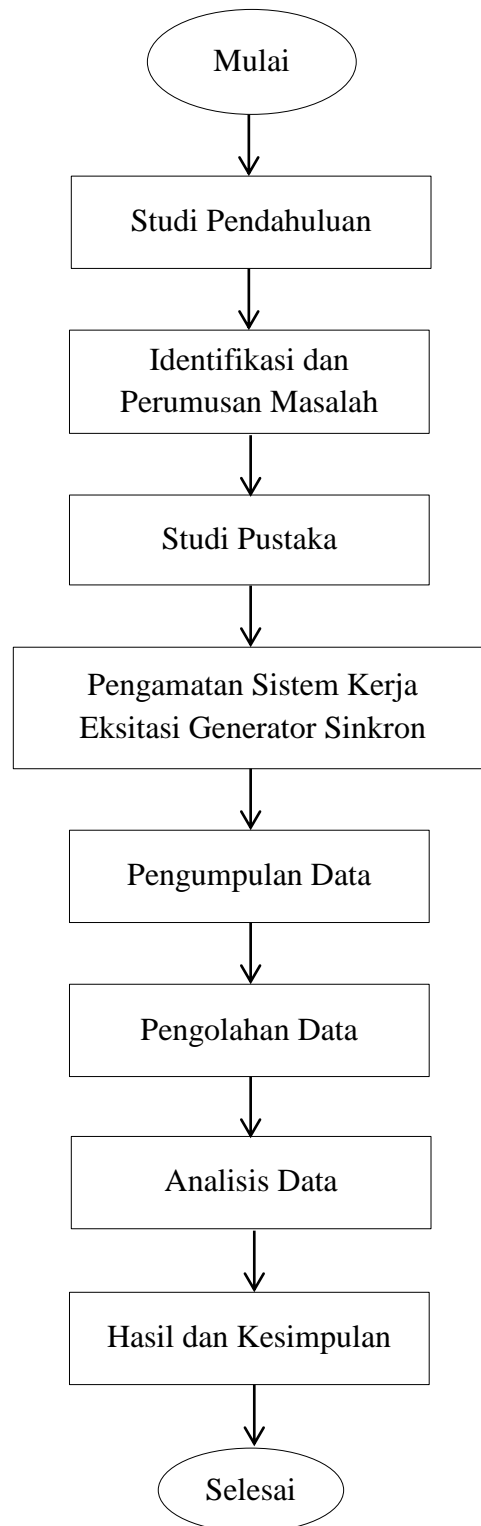 Mulai
Studi Pendahuluan
Identifikasi dan
Perumusan Masalah
Studi Pustaka
Pengamatan Sistem Kerja
Eksitasi Generator Sinkron
Pengumpulan Data
Pengolahan Data
Analisis Data
Hasil dan Kesimpulan
Selesai